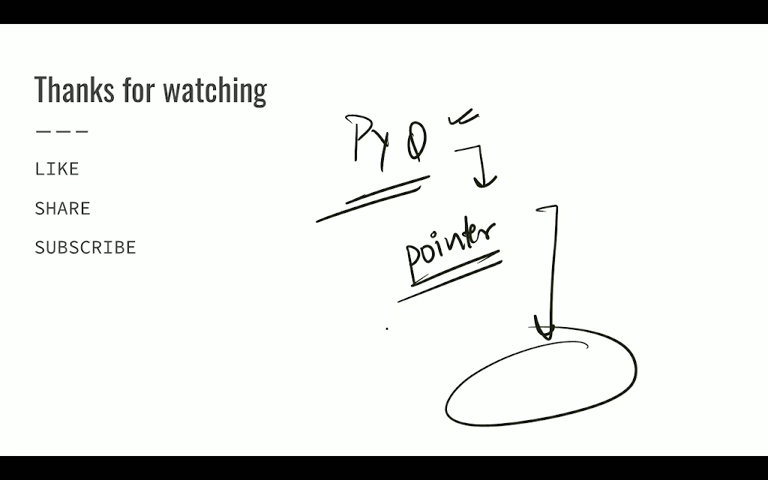 Thanks for watching
LIKE
SHARE
SUBSCRIBE
PYQ
pointer